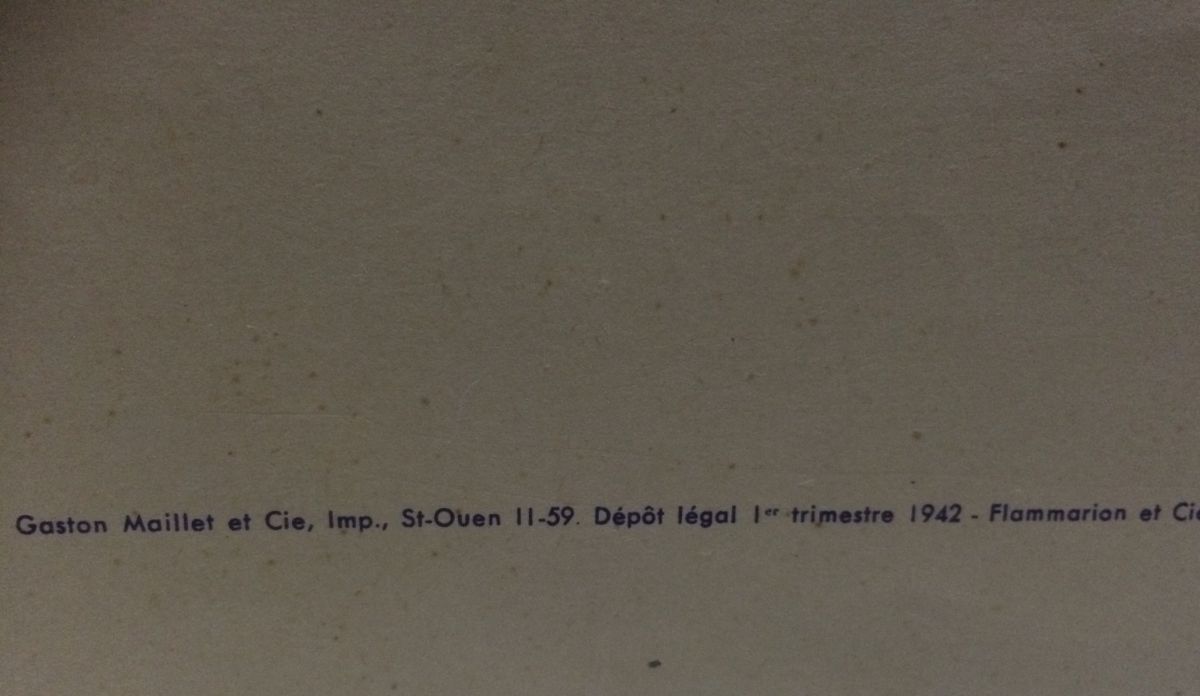 Gaston Maillet et Cie, Imp., St-Ouen 11-59. Dépôt légal 1er trimestre 1942 - Flammarion et Cie